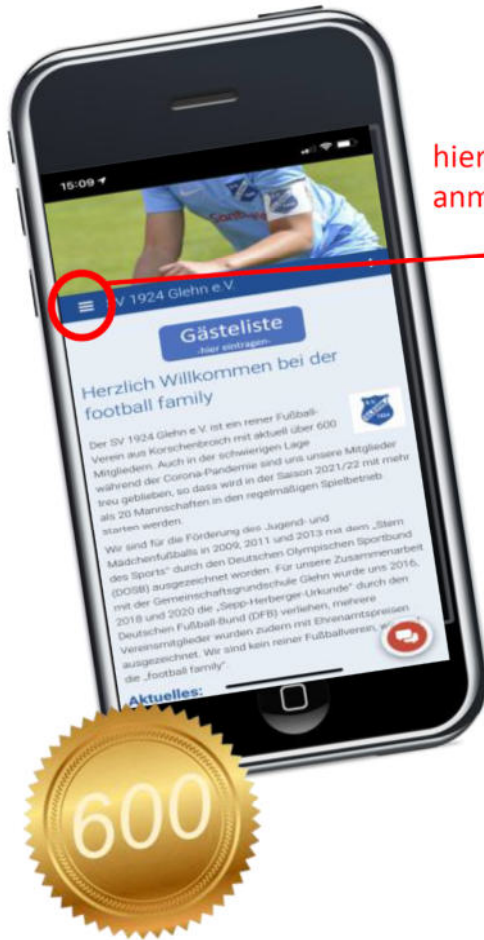 hier
anm
15:09
SV 1924 Glehn e.V.
Gästeliste
-hier eintragen-
Herzlich Willkommen bei der
football family
Der SV 1924 Glehn e.V. ist ein reiner Fußball-
Verein aus Korschenbroich mit aktuell über 600
Mitgliedern. Auch in der schwierigen Lage
während der Corona-Pandemie sind uns unsere Mitglieder
treu geblieben, so dass wird in der Saison 2021/22 mit mehr
als 20 Mannschaften in den regelmäßigen Spielbetrieb
starten werden.
Wir sind für die Förderung des Jugend- und
Mädchenfußballs in 2009, 2011 und 2013 mit dem „Stern
des Sports“ durch den Deutschen Olympischen Sportbund
(DOSB) ausgezeichnet worden. Für unsere Zusammenarbeit
mit der Gemeinschaftsgrundschule Glehn wurde uns 2016,
2018 und 2020 die „Sepp-Herberger-Urkunde“ durch den
Deutschen Fußball-Bund (DFB) verliehen, mehrere
Vereinsmitglieder wurden zudem mit Ehrenamtspreisen
ausgezeichnet. Wir sind kein reiner Fußballverein,
die „football family“.
Aktuelles:
600